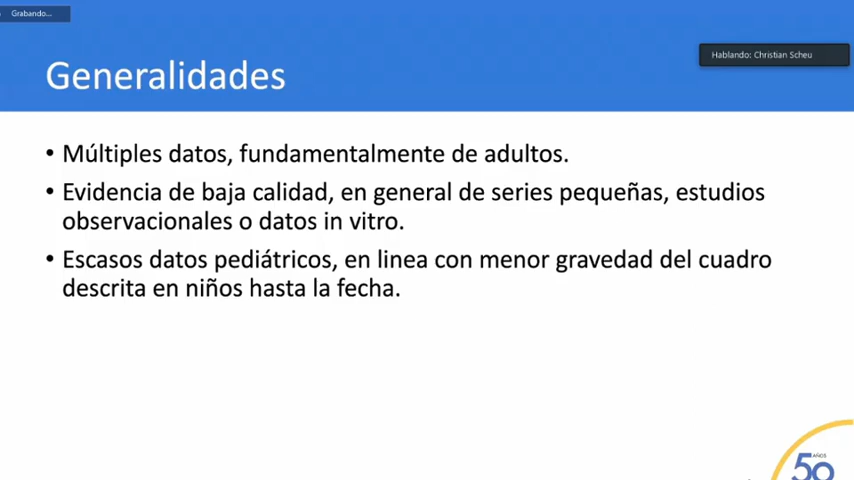 Grabando...
Hablando: Christian Scheu
Generalidades
• Múltiples datos, fundamentalmente de adultos.
• Evidencia de baja calidad, en general de series pequeñas, estudios
observacionales o datos in vitro.
• Escasos datos pediátricos, en linea con menor gravedad del cuadro
descrita en niños hasta la fecha.
AÑOS
50